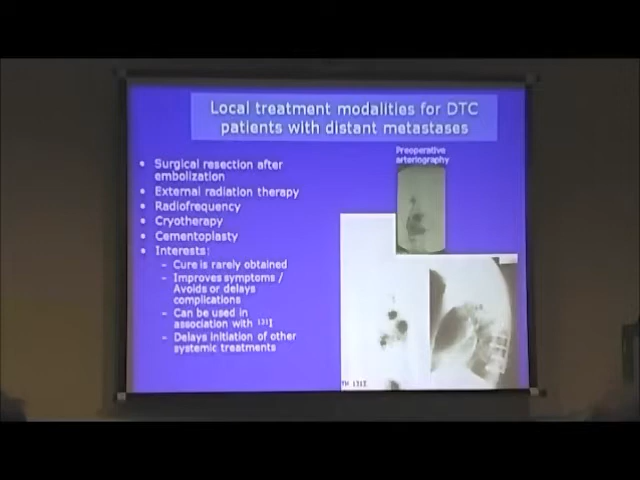 Local treatment modalities for DTC
patients with distant metastases
Preoperative
arteriography
• Surgical resection after
embolization
• External radiation therapy
• Radiofrequency
• Cryotherapy
• Cementoplasty
• Interests:
– Cure is rarely obtained
– Improves symptoms /
Avoids or delays
complications
– Can be used in
association with ¹³¹I
– Delays initiation of other
systemic treatments
TH 131I